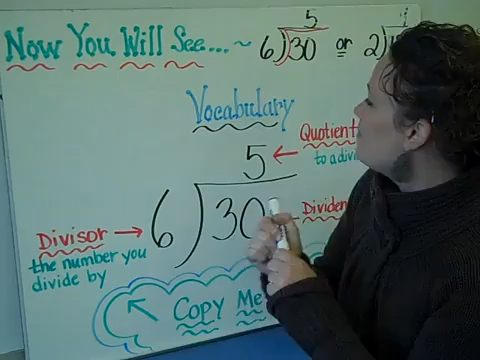 Now You Will See... ~ 6)30 5 or 2)
Vocabulary
5 ← Quotient
to a divi
6)30 Dividen
Divisor →
the number you
divide by
Copy Me